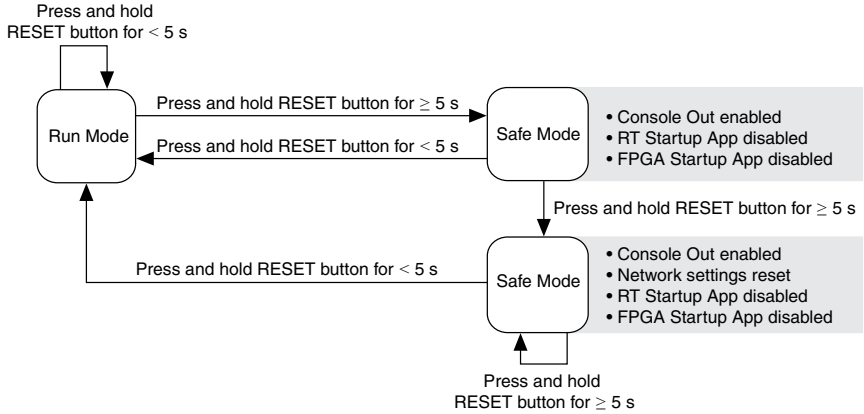 Press and hold
RESET button for < 5 s
Run Mode
Press and hold RESET button for ≥ 5 s
Press and hold RESET button for < 5 s
Safe Mode
• Console Out enabled
• RT Startup App disabled
• FPGA Startup App disabled
Press and hold RESET button for ≥ 5 s
Press and hold RESET button for < 5 s
Safe Mode
• Console Out enabled
• Network settings reset
• RT Startup App disabled
• FPGA Startup App disabled
Press and hold
RESET button for ≥ 5 s